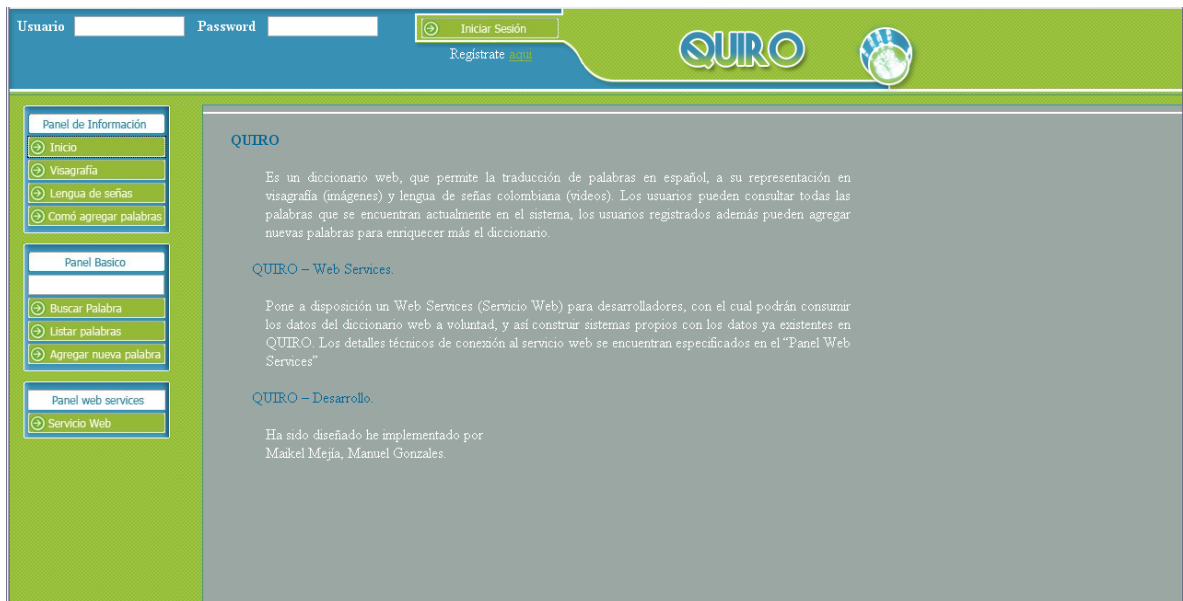 Usuario Password Iniciar Sesión
Regístrate aqui
QUIRO
Panel de Información
Inicio
Visagrafía
Lengua de señas
Comó agregar palabras
Panel Basico
Buscar Palabra
Listar palabras
Agregar nueva palabra
Panel web services
Servicio Web
QUIRO
Es un diccionario web, que permite la traducción de palabras en español, a su representación en
visagrafía (imágenes) y lengua de señas colombiana (videos). Los usuarios pueden consultar todas las
palabras que se encuentran actualmente en el sistema, los usuarios registrados además pueden agregar
nuevas palabras para enriquecer más el diccionario.
QUIRO – Web Services.
Pone a disposición un Web Services (Servicio Web) para desarrolladores, con el cual podrán consumir
los datos del diccionario web a voluntad, y así construir sistemas propios con los datos ya existentes en
QUIRO. Los detalles técnicos de conexión al servicio web se encuentran especificados en el “Panel Web
Services”
QUIRO – Desarrollo.
Ha sido diseñado he implementado por
Maikel Mejía, Manuel Gonzales.